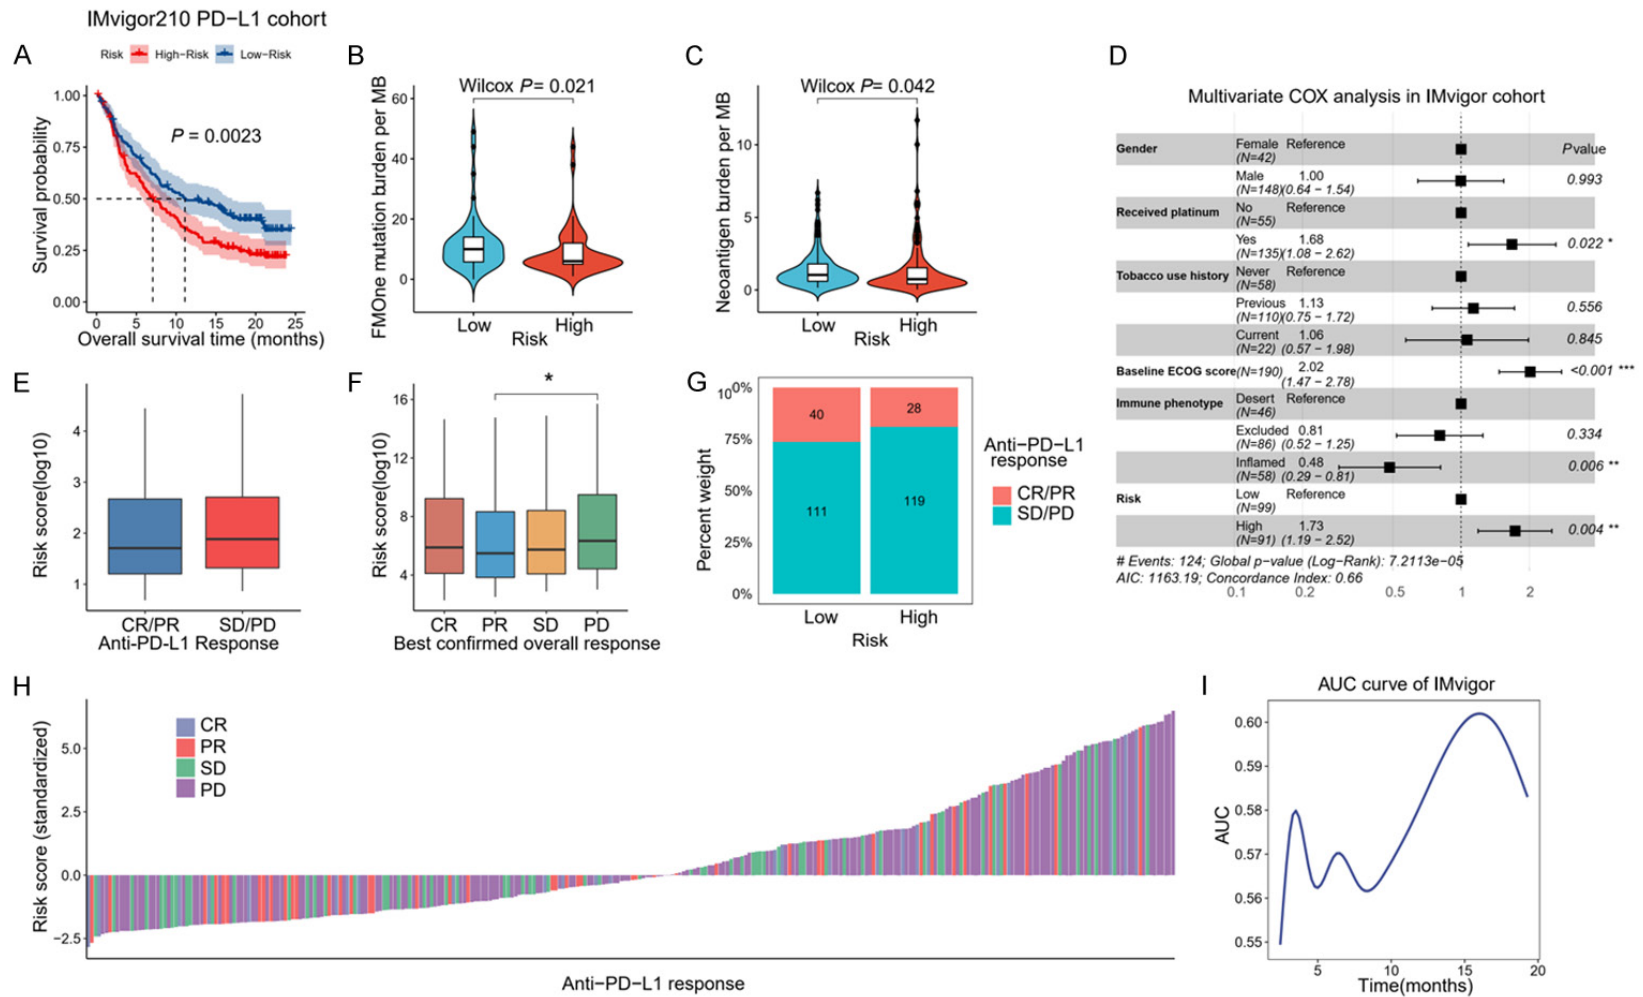 IMvigor210 PD−L1 cohort
A
Risk High−Risk Low−Risk
Survival probability
1.00
0.75
0.50
0.25
0.00
P = 0.0023
0 5 10 15 20 25
Overall survival time (months)
B
Wilcox P= 0.021
FMOne mutation burden per MB
60
40
20
0
Low High
Risk
C
Wilcox P= 0.042
Neoantigen burden per MB
10
5
0
Low High
Risk
D
Multivariate COX analysis in IMvigor cohort
Gender Female Reference Pvalue
(N=42)
Male 1.00 0.993
(N=148)(0.64 − 1.54)
Received platinum No Reference
(N=55)
Yes 1.68 0.022 *
(N=135)(1.08 − 2.62)
Tobacco use history Never Reference
(N=58)
Previous 1.13 0.556
(N=110)(0.75 − 1.72)
Current 1.06 0.845
(N=22) (0.57 − 1.98)
Baseline ECOG score(N=190) 2.02 <0.001 ***
(1.47 − 2.78)
Immune phenotype Desert Reference
(N=46)
Excluded 0.81 0.334
(N=86) (0.52 − 1.25)
Inflamed 0.48 0.006 **
(N=58) (0.29 − 0.81)
Risk Low Reference
(N=99)
High 1.73 0.004 **
(N=91) (1.19 − 2.52)
# Events: 124; Global p−value (Log−Rank): 7.2113e−05
AIC: 1163.19; Concordance Index: 0.66
0.1 0.2 0.5 1 2
E
Risk score(log10)
4
3
2
1
CR/PR SD/PD
Anti-PD-L1 Response
F
*
Risk score(log10)
16
12
8
4
CR PR SD PD
Best confirmed overall response
G
Percent weight
100%
75%
50%
25%
0%
40 28
111 119
Low High
Risk
Anti−PD−L1
response
CR/PR
SD/PD
H
Risk score (standardized)
5.0
2.5
0.0
−2.5
CR
PR
SD
PD
Anti−PD−L1 response
I
AUC curve of IMvigor
AUC
0.60
0.59
0.58
0.57
0.56
0.55
5 10 15 20
Time(months)